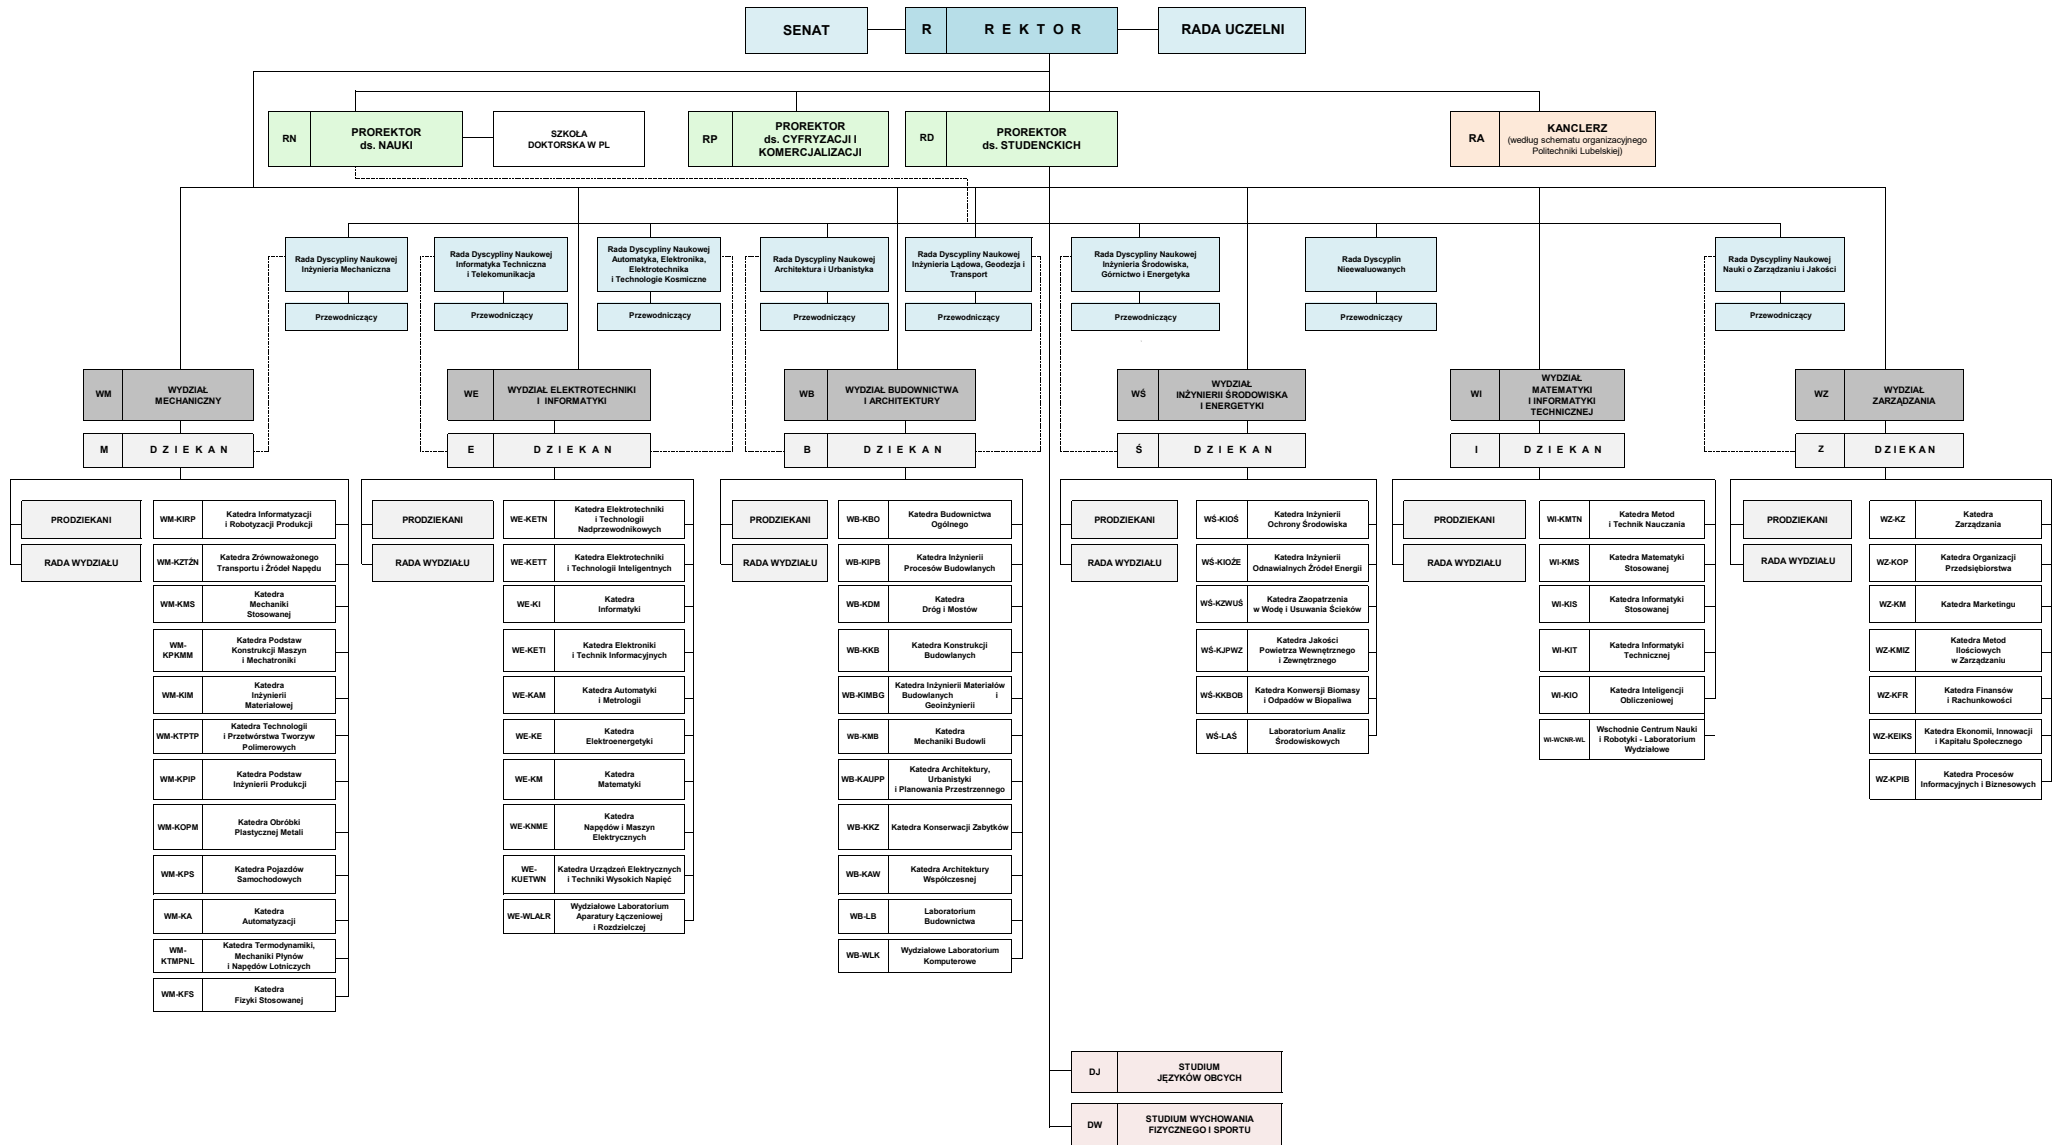 SENAT
R
R E K T O R
RADA UCZELNI
RN
PROREKTOR
ds. NAUKI
SZKOŁA
DOKTORSKA W PL
RP
PROREKTOR
ds. CYFRYZACJI I
KOMERCJALIZACJI
RD
PROREKTOR
ds. STUDENCKICH
RA
KANCLERZ
(według schematu organizacyjnego
Politechniki Lubelskiej)
Rada Dyscypliny Naukowej
Inżynieria Mechaniczna
Przewodniczący
Rada Dyscypliny Naukowej
Informatyka Techniczna
i Telekomunikacja
Przewodniczący
Rada Dyscypliny Naukowej
Automatyka, Elektronika,
Elektrotechnika
i Technologie Kosmiczne
Przewodniczący
Rada Dyscypliny Naukowej
Architektura i Urbanistyka
Przewodniczący
Rada Dyscypliny Naukowej
Inżynieria Lądowa, Geodezja i
Transport
Przewodniczący
Rada Dyscypliny Naukowej
Inżynieria Środowiska,
Górnictwo i Energetyka
Przewodniczący
Rada Dyscyplin
Nieewaluowanych
Przewodniczący
Rada Dyscypliny Naukowej
Nauki o Zarządzaniu i Jakości
Przewodniczący
WM
WYDZIAŁ
MECHANICZNY
M
D Z I E K A N
PRODZIEKANI
RADA WYDZIAŁU
WM-KIRP
Katedra Informatyzacji
i Robotyzacji Produkcji
WM-KZTŹN
Katedra Zrównoważonego
Transportu i Źródeł Napędu
WM-KMS
Katedra
Mechaniki
Stosowanej
WM-
KPKMM
Katedra Podstaw
Konstrukcji Maszyn
i Mechatroniki
WM-KIM
Katedra
Inżynierii
Materiałowej
WM-KTPTP
Katedra Technologii
i Przetwórstwa Tworzyw
Polimerowych
WM-KPIP
Katedra Podstaw
Inżynierii Produkcji
WM-KOPM
Katedra Obróbki
Plastycznej Metali
WM-KPS
Katedra Pojazdów
Samochodowych
WM-KA
Katedra
Automatyzacji
WM-
KTMPNL
Katedra Termodynamiki,
Mechaniki Płynów
i Napędów Lotniczych
WM-KFS
Katedra
Fizyki Stosowanej
WE
WYDZIAŁ ELEKTROTECHNIKI
I INFORMATYKI
E
D Z I E K A N
PRODZIEKANI
RADA WYDZIAŁU
WE-KETN
Katedra Elektrotechniki
i Technologii
Nadprzewodnikowych
WE-KETT
Katedra Elektrotechniki
i Technologii Inteligentnych
WE-KI
Katedra
Informatyki
WE-KETI
Katedra Elektroniki
i Technik Informacyjnych
WE-KAM
Katedra Automatyki
i Metrologii
WE-KE
Katedra
Elektroenergetyki
WE-KM
Katedra
Matematyki
WE-KNME
Katedra
Napędów i Maszyn
Elektrycznych
WE-
KUETWN
Katedra Urządzeń Elektrycznych
i Techniki Wysokich Napięć
WE-WLAŁR
Wydziałowe Laboratorium
Aparatury Łączeniowej
i Rozdzielczej
WB
WYDZIAŁ BUDOWNICTWA
I ARCHITEKTURY
B
D Z I E K A N
PRODZIEKANI
RADA WYDZIAŁU
WB-KBO
Katedra Budownictwa
Ogólnego
WB-KIPB
Katedra Inżynierii
Procesów Budowlanych
WB-KDM
Katedra
Dróg i Mostów
WB-KKB
Katedra Konstrukcji
Budowlanych
WB-KIMBG
Katedra Inżynierii Materiałów
Budowlanych i
Geoinżynierii
WB-KMB
Katedra
Mechaniki Budowli
WB-KAUPP
Katedra Architektury,
Urbanistyki
i Planowania Przestrzennego
WB-KKZ
Katedra Konserwacji Zabytków
WB-KAW
Katedra Architektury
Współczesnej
WB-LB
Laboratorium
Budownictwa
WB-WLK
Wydziałowe Laboratorium
Komputerowe
WŚ
WYDZIAŁ
INŻYNIERII ŚRODOWISKA
I ENERGETYKI
Ś
D Z I E K A N
PRODZIEKANI
RADA WYDZIAŁU
WŚ-KIOŚ
Katedra Inżynierii
Ochrony Środowiska
WŚ-KIOŹE
Katedra Inżynierii
Odnawialnych Źródeł Energii
WŚ-KZWUŚ
Katedra Zaopatrzenia
w Wodę i Usuwania Ścieków
WŚ-KJPWZ
Katedra Jakości
Powietrza Wewnętrznego
i Zewnętrznego
WŚ-KKBOB
Katedra Konwersji Biomasy
i Odpadów w Biopaliwa
WŚ-LAŚ
Laboratorium Analiz
Środowiskowych
WI
WYDZIAŁ
MATEMATYKI
I INFORMATYKI
TECHNICZNEJ
I
D Z I E K A N
PRODZIEKANI
RADA WYDZIAŁU
WI-KMTN
Katedra Metod
i Technik Nauczania
WI-KMS
Katedra Matematyki
Stosowanej
WI-KIS
Katedra Informatyki
Stosowanej
WI-KIT
Katedra Informatyki
Technicznej
WI-KIO
Katedra Inteligencji
Obliczeniowej
WI-WCNR-WL
Wschodnie Centrum Nauki
i Robotyki - Laboratorium
Wydziałowe
WZ
WYDZIAŁ
ZARZĄDZANIA
Z
D Z I E K A N
PRODZIEKANI
RADA WYDZIAŁU
WZ-KZ
Katedra
Zarządzania
WZ-KOP
Katedra Organizacji
Przedsiębiorstwa
WZ-KM
Katedra Marketingu
WZ-KMIZ
Katedra Metod
Ilościowych
w Zarządzaniu
WZ-KFR
Katedra Finansów
i Rachunkowości
WZ-KEIKS
Katedra Ekonomii, Innowacji
i Kapitału Społecznego
WZ-KPIB
Katedra Procesów
Informacyjnych i Biznesowych
DJ
STUDIUM
JĘZYKÓW OBCYCH
DW
STUDIUM WYCHOWANIA
FIZYCZNEGO I SPORTU